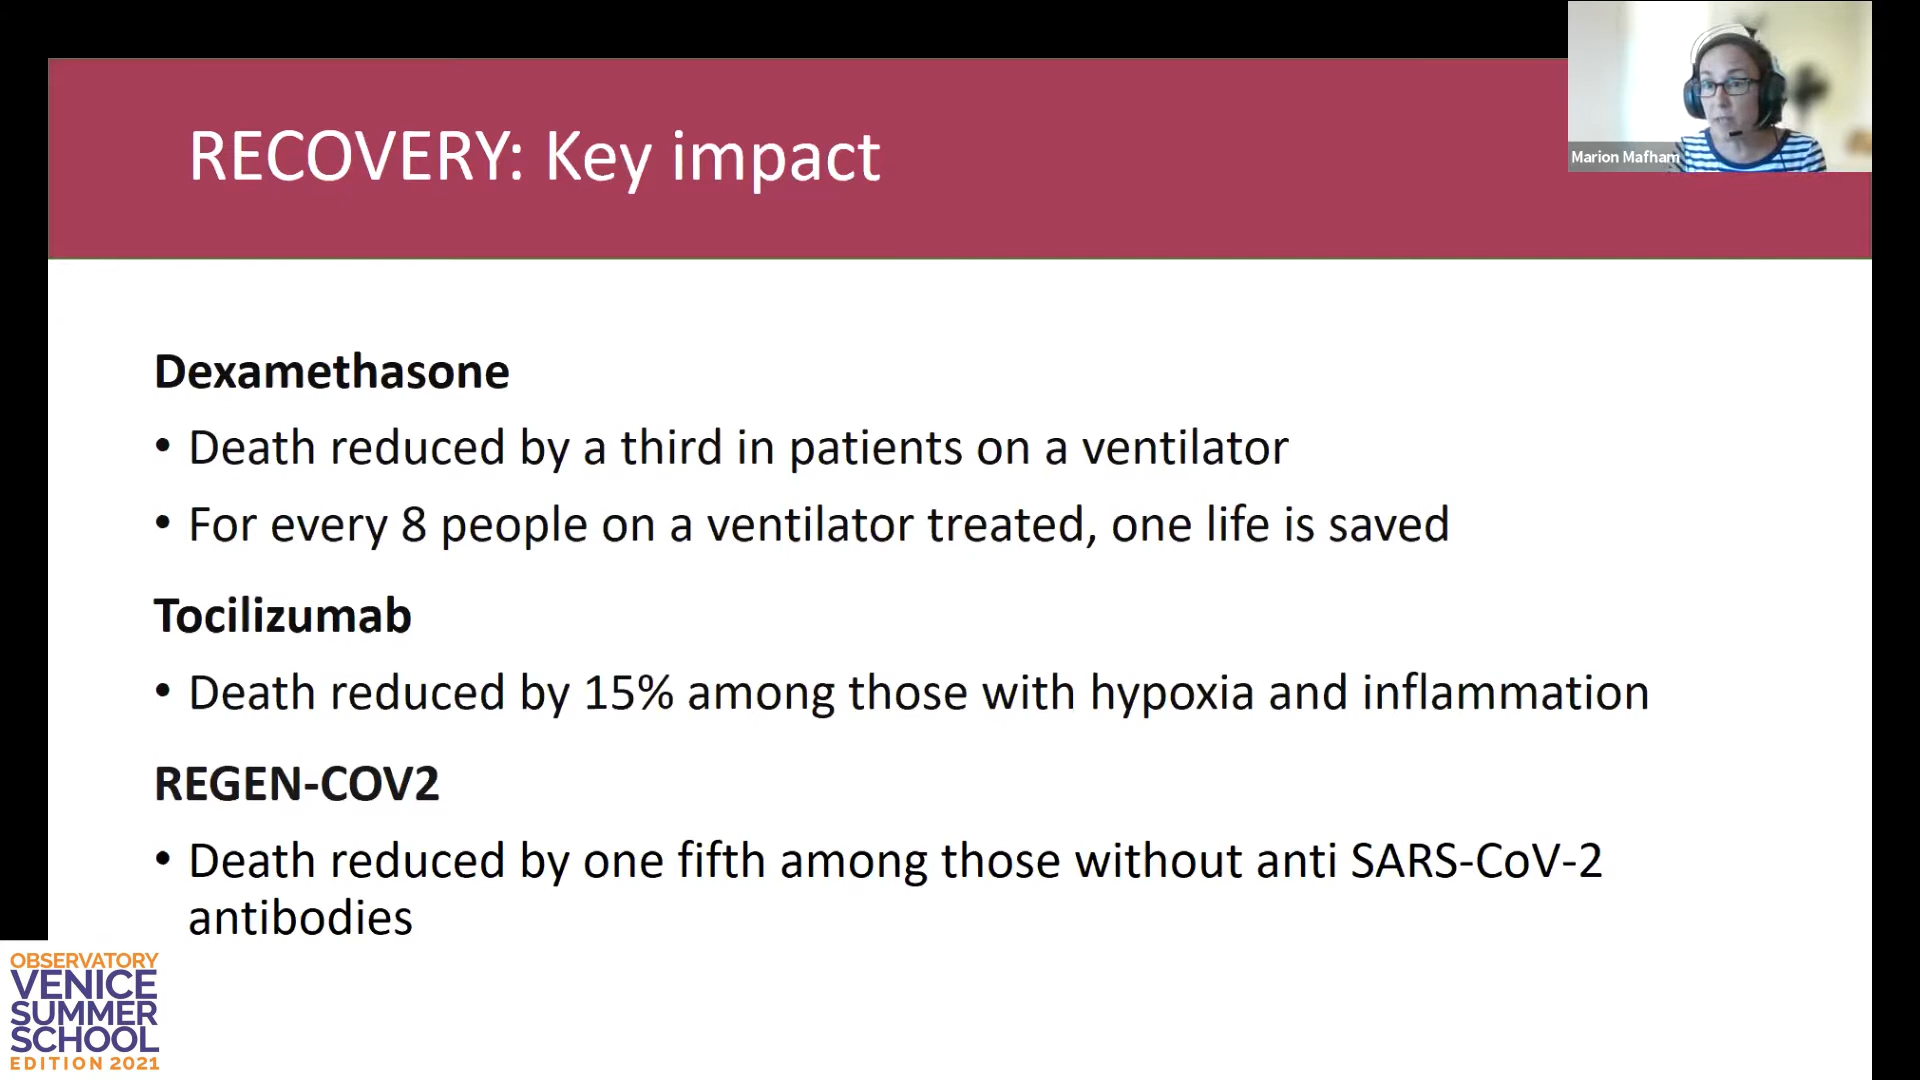 RECOVERY: Key impact
Marion Mafham
Dexamethasone
• Death reduced by a third in patients on a ventilator
• For every 8 people on a ventilator treated, one life is saved
Tocilizumab
• Death reduced by 15% among those with hypoxia and inflammation
REGEN-COV2
• Death reduced by one fifth among those without anti SARS-CoV-2
antibodies
OBSERVATORY
VENICE
SUMMER
SCHOOL
EDITION 2021